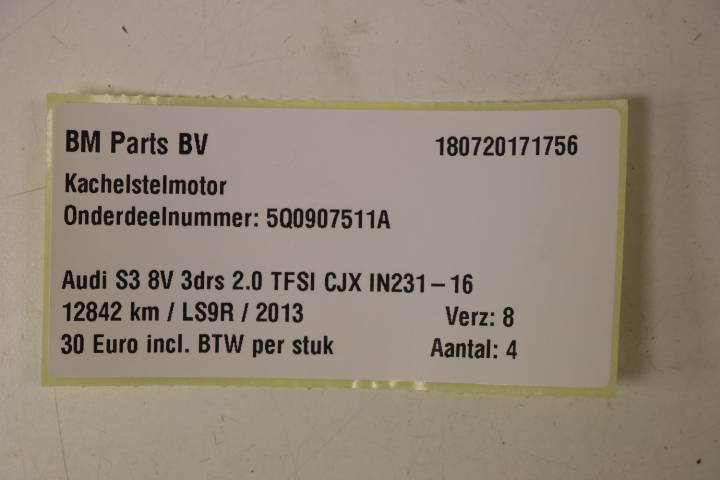 BM Parts BV 180720171756
Kachelstelmotor
Onderdeelnummer: 5Q0907511A
Audi S3 8V 3drs 2.0 TFSI CJX IN231-16
12842 km / LS9R / 2013 Verz: 8
30 Euro incl. BTW per stuk Aantal: 4